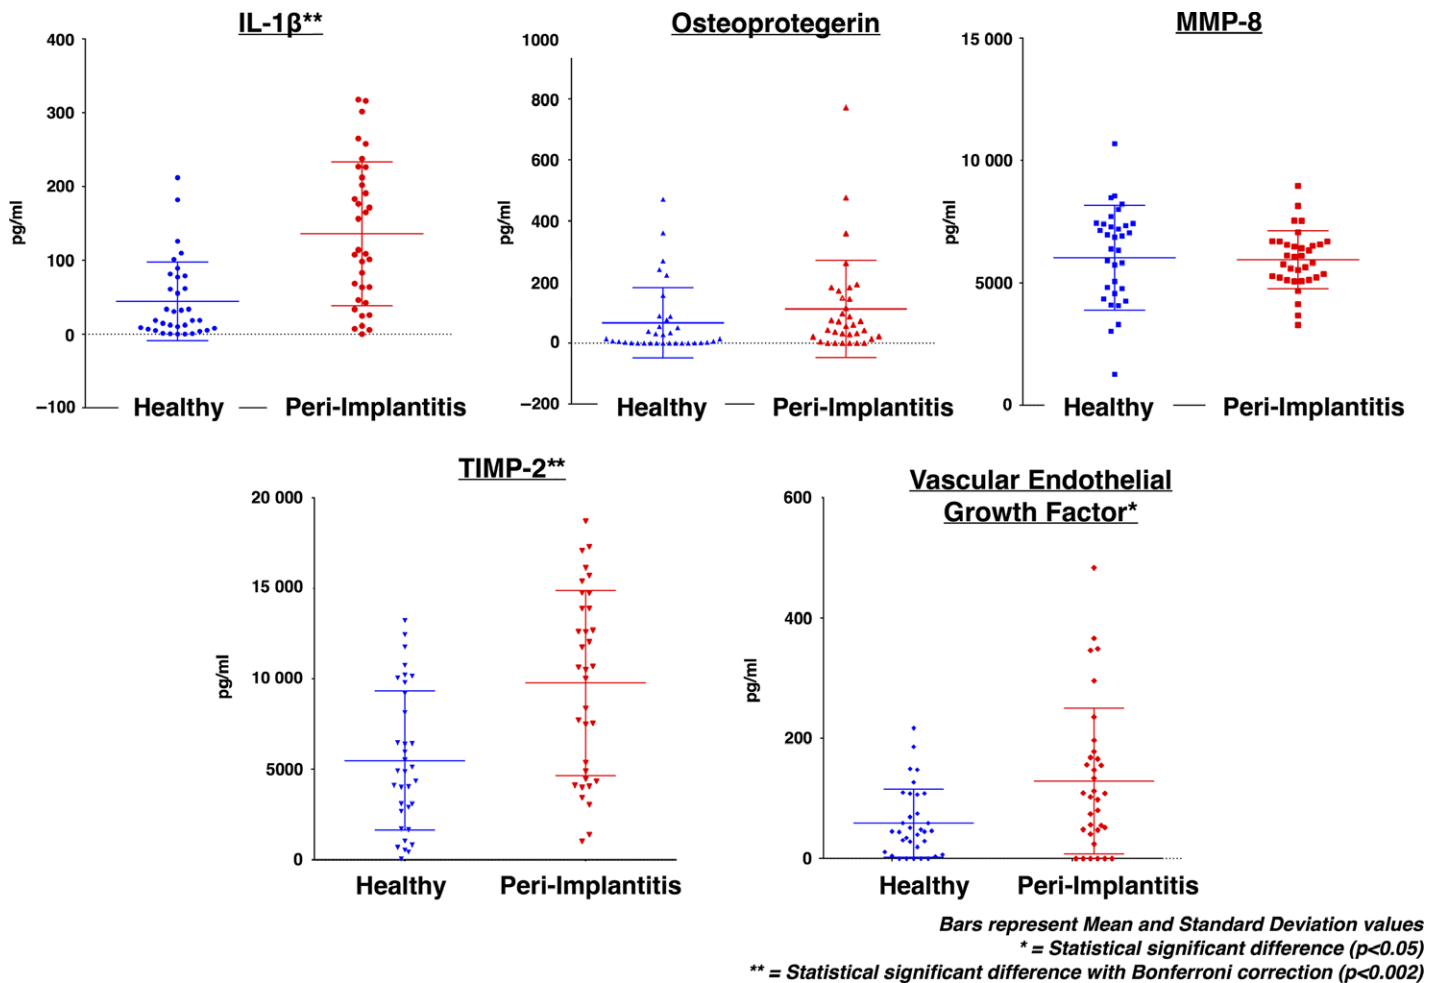 IL-1β**
400
300
200
100
0
−100
pg/ml
Healthy
Peri-Implantitis
Osteoprotegerin
1000
800
600
400
200
0
−200
pg/ml
Healthy
Peri-Implantitis
MMP-8
15 000
10 000
5000
0
pg/ml
Healthy
Peri-Implantitis
TIMP-2**
20 000
15 000
10 000
5000
0
pg/ml
Healthy
Peri-Implantitis
Vascular Endothelial
Growth Factor*
600
400
200
0
pg/ml
Healthy
Peri-Implantitis
Bars represent Mean and Standard Deviation values
* = Statistical significant difference (p<0.05)
** = Statistical significant difference with Bonferroni correction (p<0.002)